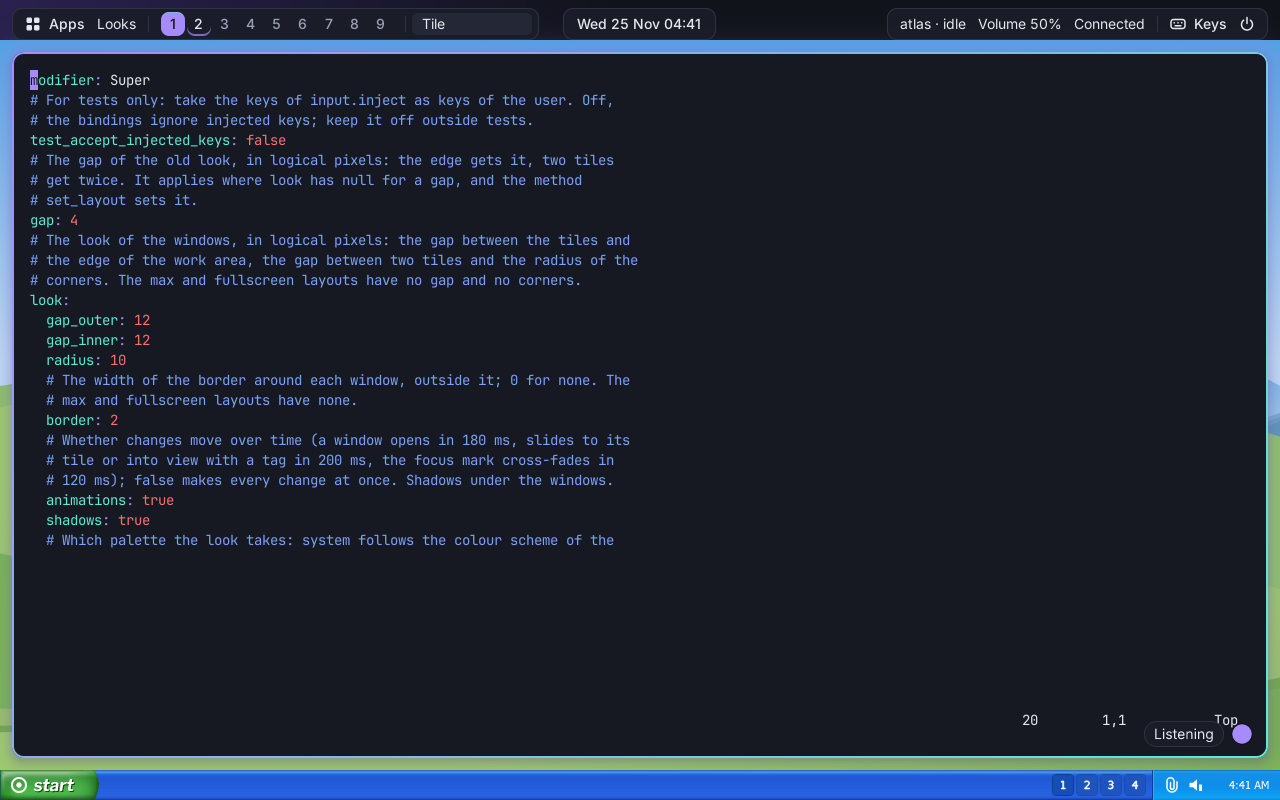 Apps Looks 1 2 3 4 5 6 7 8 9 Tile Wed 25 Nov 04:41 atlas · idle Volume 50% Connected Keys
modifier: Super
# For tests only: take the keys of input.inject as keys of the user. Off,
# the bindings ignore injected keys; keep it off outside tests.
test_accept_injected_keys: false
# The gap of the old look, in logical pixels: the edge gets it, two tiles
# get twice. It applies where look has null for a gap, and the method
# set_layout sets it.
gap: 4
# The look of the windows, in logical pixels: the gap between the tiles and
# the edge of the work area, the gap between two tiles and the radius of the
# corners. The max and fullscreen layouts have no gap and no corners.
look:
  gap_outer: 12
  gap_inner: 12
  radius: 10
  # The width of the border around each window, outside it; 0 for none. The
  # max and fullscreen layouts have none.
  border: 2
  # Whether changes move over time (a window opens in 180 ms, slides to its
  # tile or into view with a tag in 200 ms, the focus mark cross-fades in
  # 120 ms); false makes every change at once. Shadows under the windows.
  animations: true
  shadows: true
  # Which palette the look takes: system follows the colour scheme of the
20 1,1 Top
Listening
start 1 2 3 4 4:41 AM